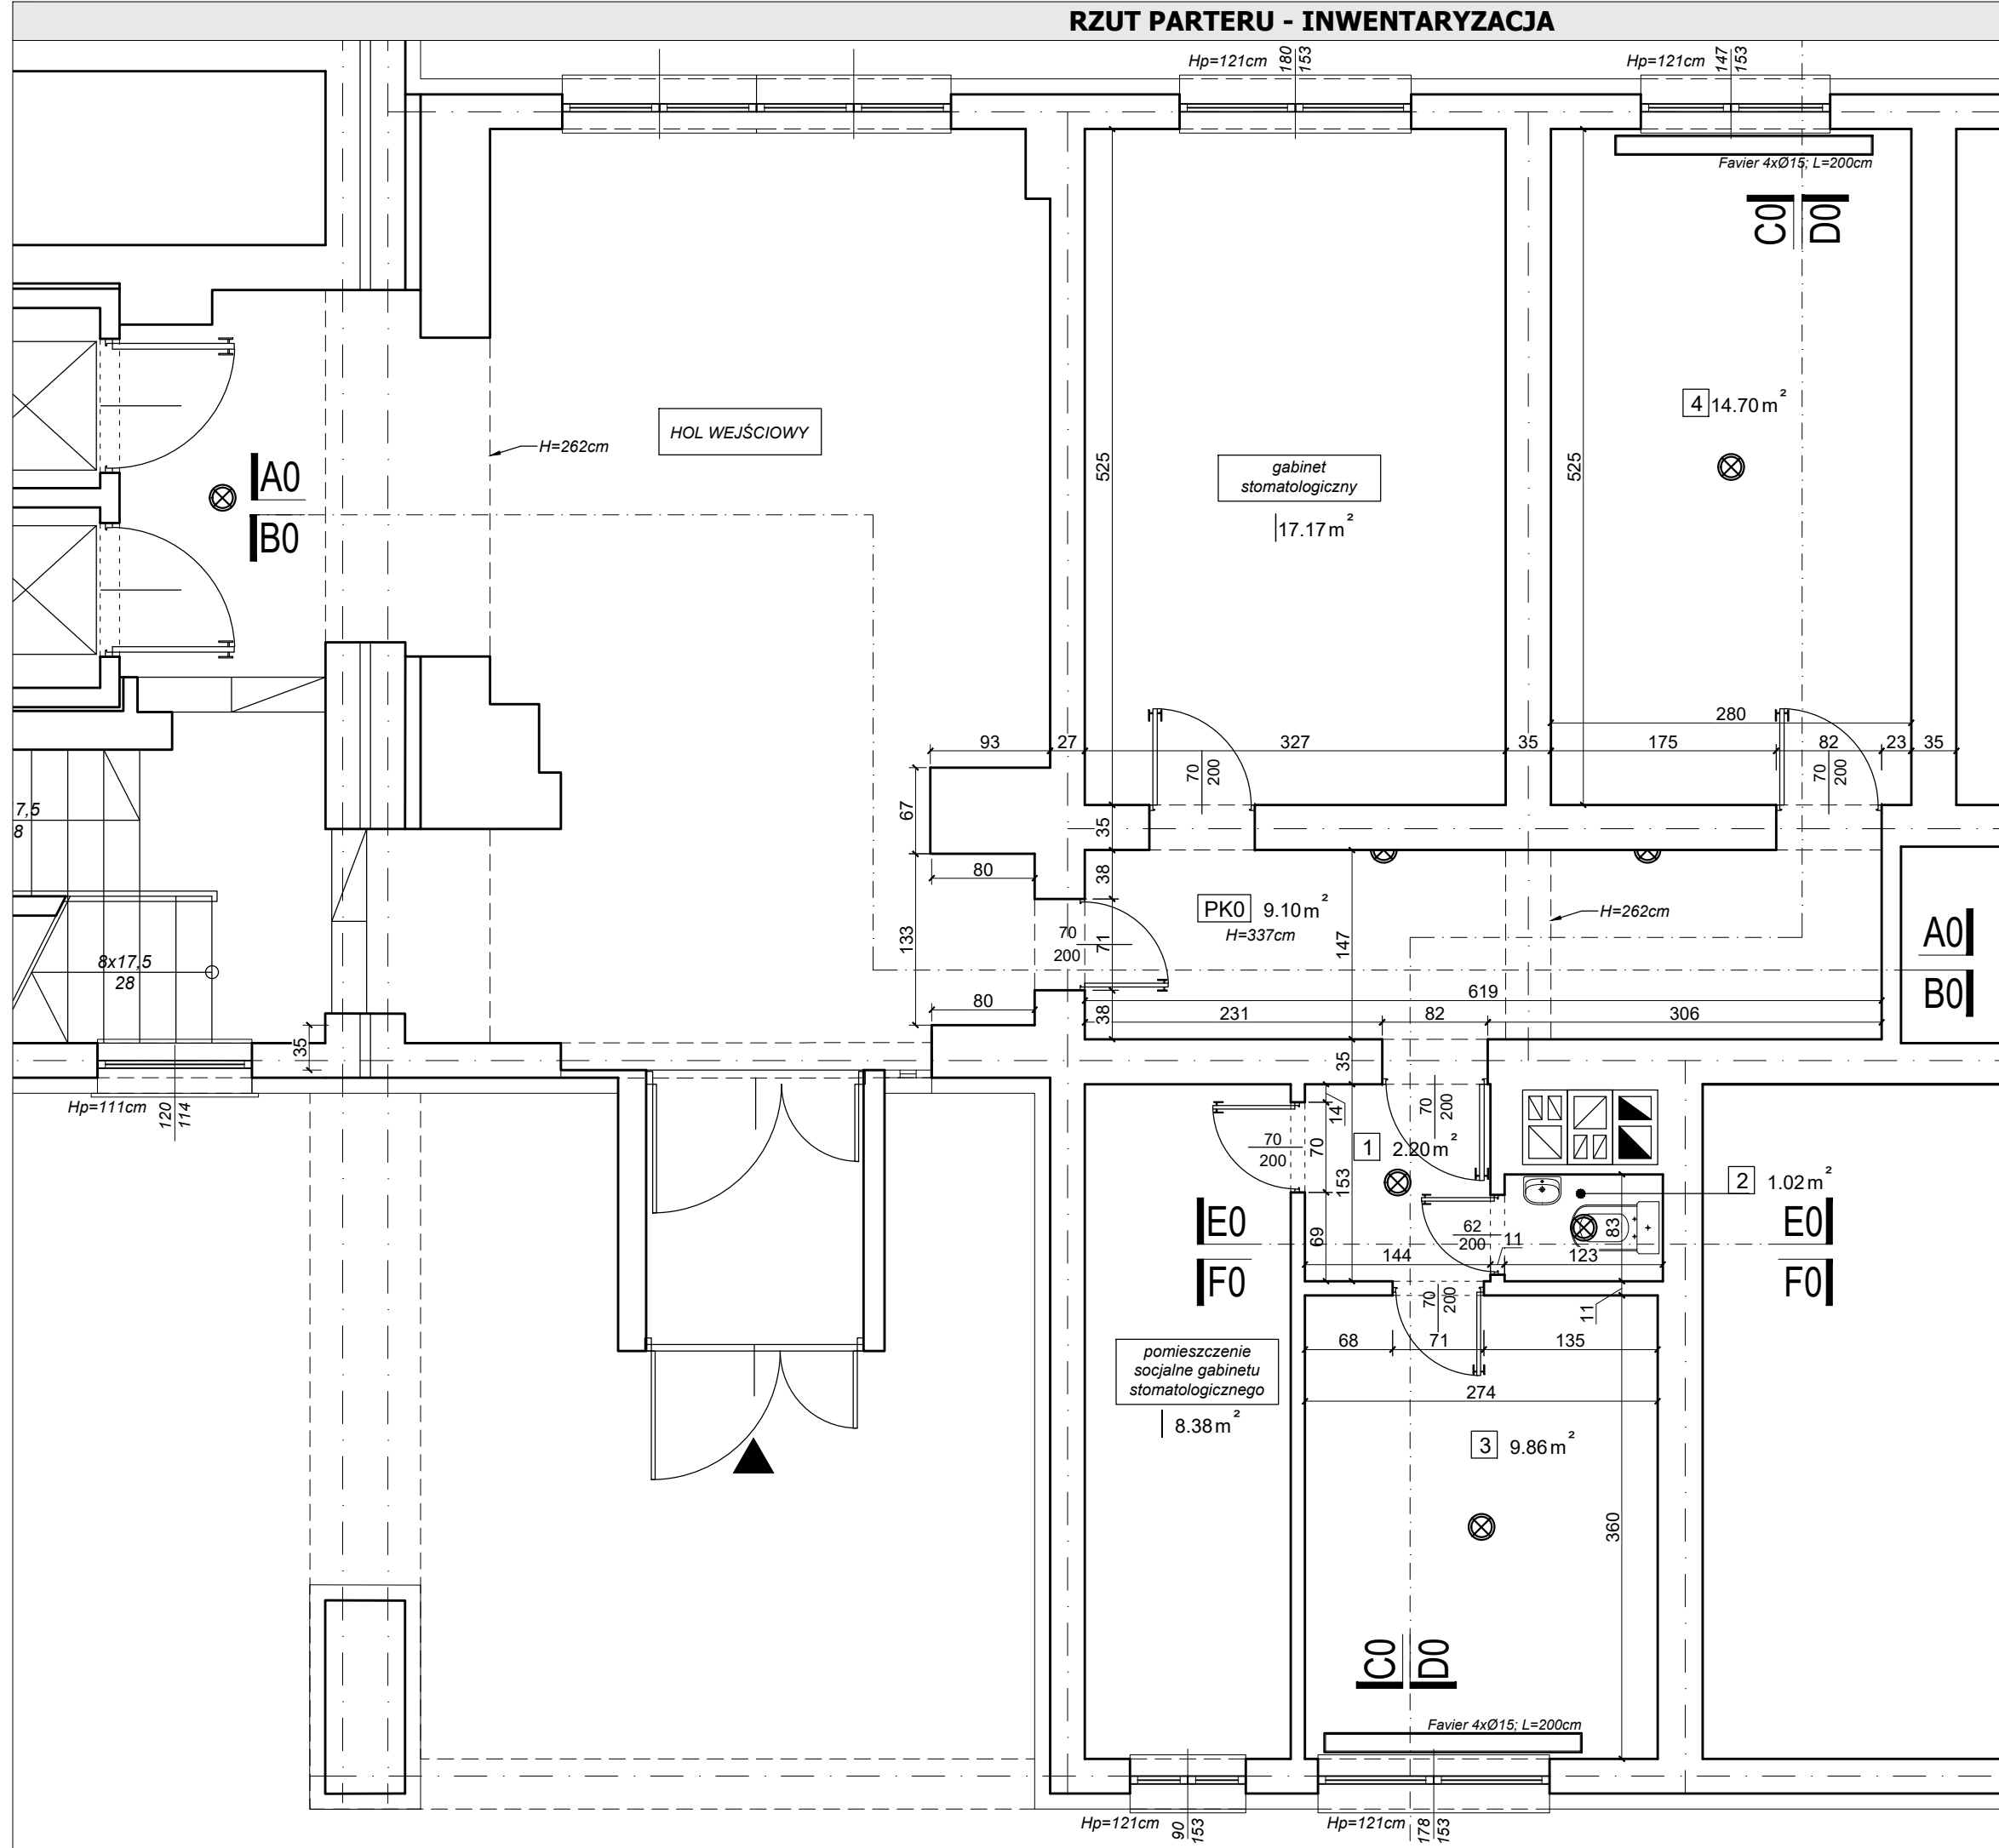 RZUT PARTERU - INWENTARYZACJA
Hp=121cm
180
153
Hp=121cm
147
153
Favier 4xØ15; L=200cm
C0
D0
4 14.70 m²
HOL WEJŚCIOWY
H=262cm
A0
B0
gabinet
stomatologiczny
17.17 m²
525
525
280
93
27
327
35
175
82
23
35
70
200
70
200
67
35
80
38
7,5
8
PK0 9.10 m²
H=337cm
H=262cm
A0
B0
133
70
200
71
147
8x17,5
28
619
80
38
231
82
306
35
35
Hp=111cm
120
114
14
70
200
70
200
70
1 2.20 m²
153
2 1.02 m²
E0
F0
69
62
200
11
83
E0
F0
144
123
70
200
11
68
71
135
pomieszczenie
socjalne gabinetu
stomatologicznego
8.38 m²
274
3 9.86 m²
360
C0
D0
Favier 4xØ15; L=200cm
Hp=121cm
90
153
Hp=121cm
178
153